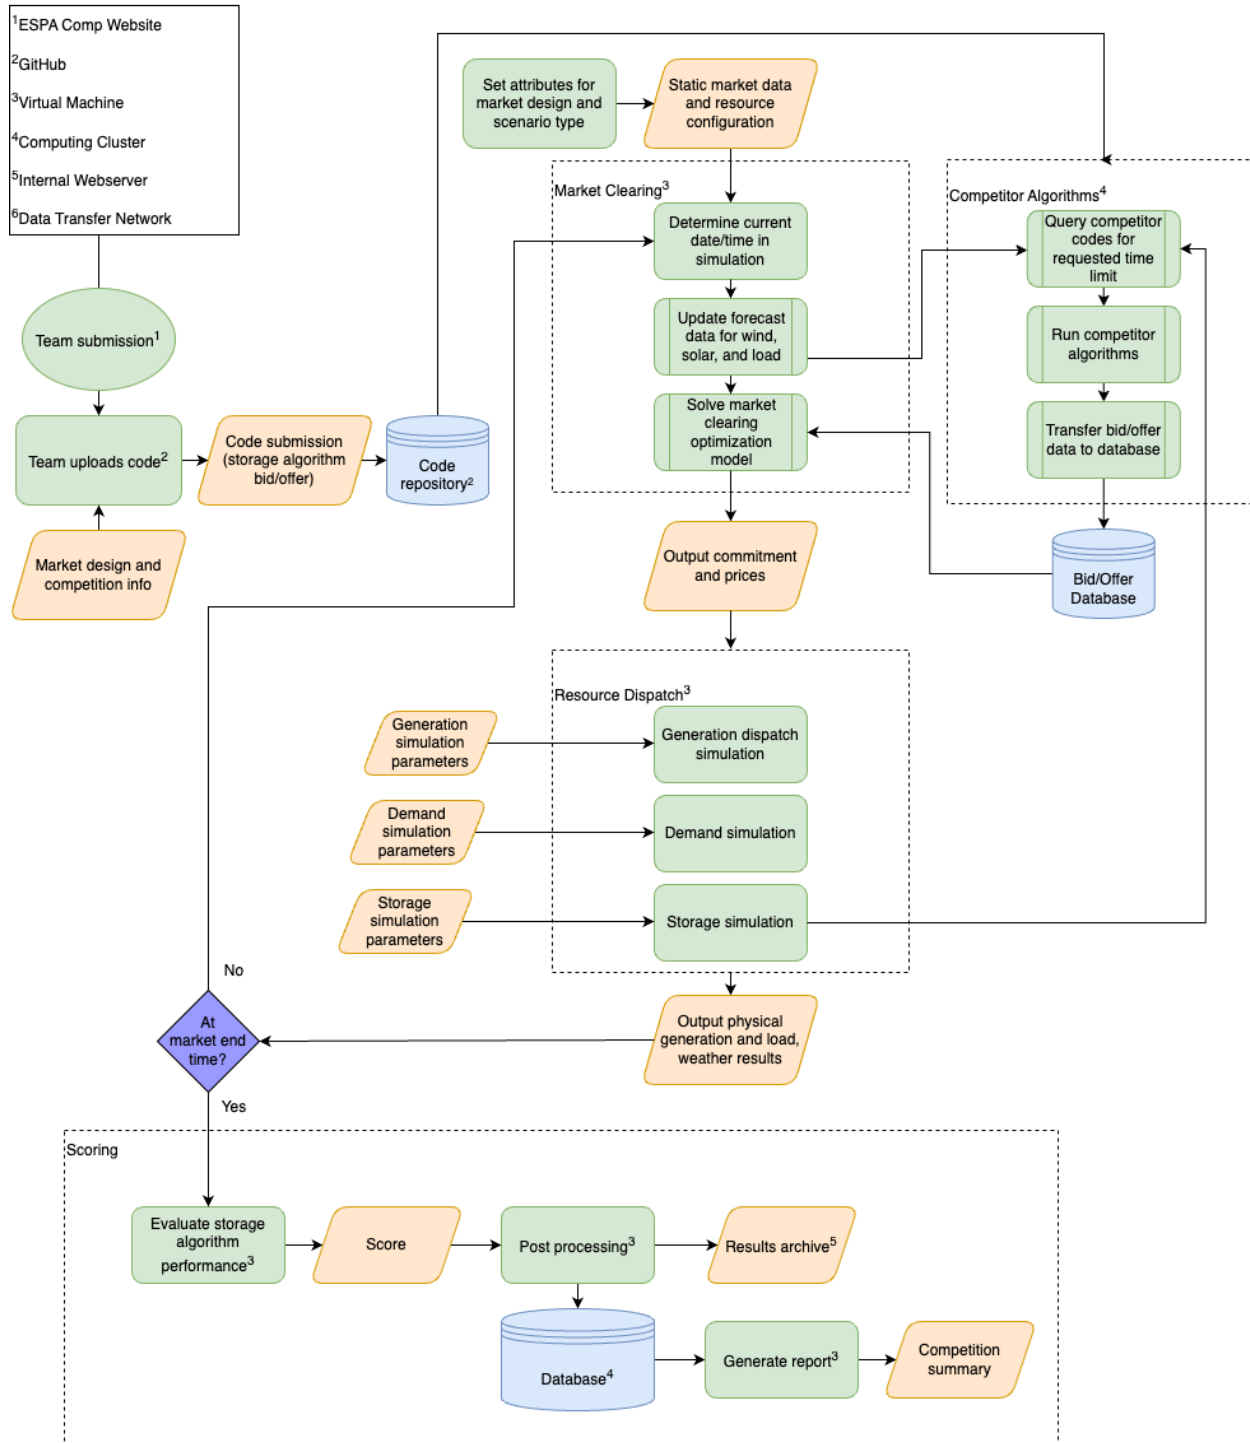 ¹ESPA Comp Website
²GitHub
³Virtual Machine
⁴Computing Cluster
⁵Internal Webserver
⁶Data Transfer Network
Team submission¹
Team uploads code²
Market design and
competition info
Code submission
(storage algorithm
bid/offer)
Code
repository²
Set attributes for
market design and
scenario type
Static market data
and resource
configuration
Market Clearing³
Determine current
date/time in
simulation
Update forecast
data for wind,
solar, and load
Solve market
clearing
optimization
model
Competitor Algorithms⁴
Query competitor
codes for
requested time
limit
Run competitor
algorithms
Transfer bid/offer
data to database
Bid/Offer
Database
Output commitment
and prices
Resource Dispatch³
Generation
simulation
parameters
Generation dispatch
simulation
Demand
simulation
parameters
Demand simulation
Storage
simulation
parameters
Storage simulation
No
At
market end
time?
Yes
Output physical
generation and load,
weather results
Scoring
Evaluate storage
algorithm
performance³
Score
Post processing³
Results archive⁵
Database⁴
Generate report³
Competition
summary